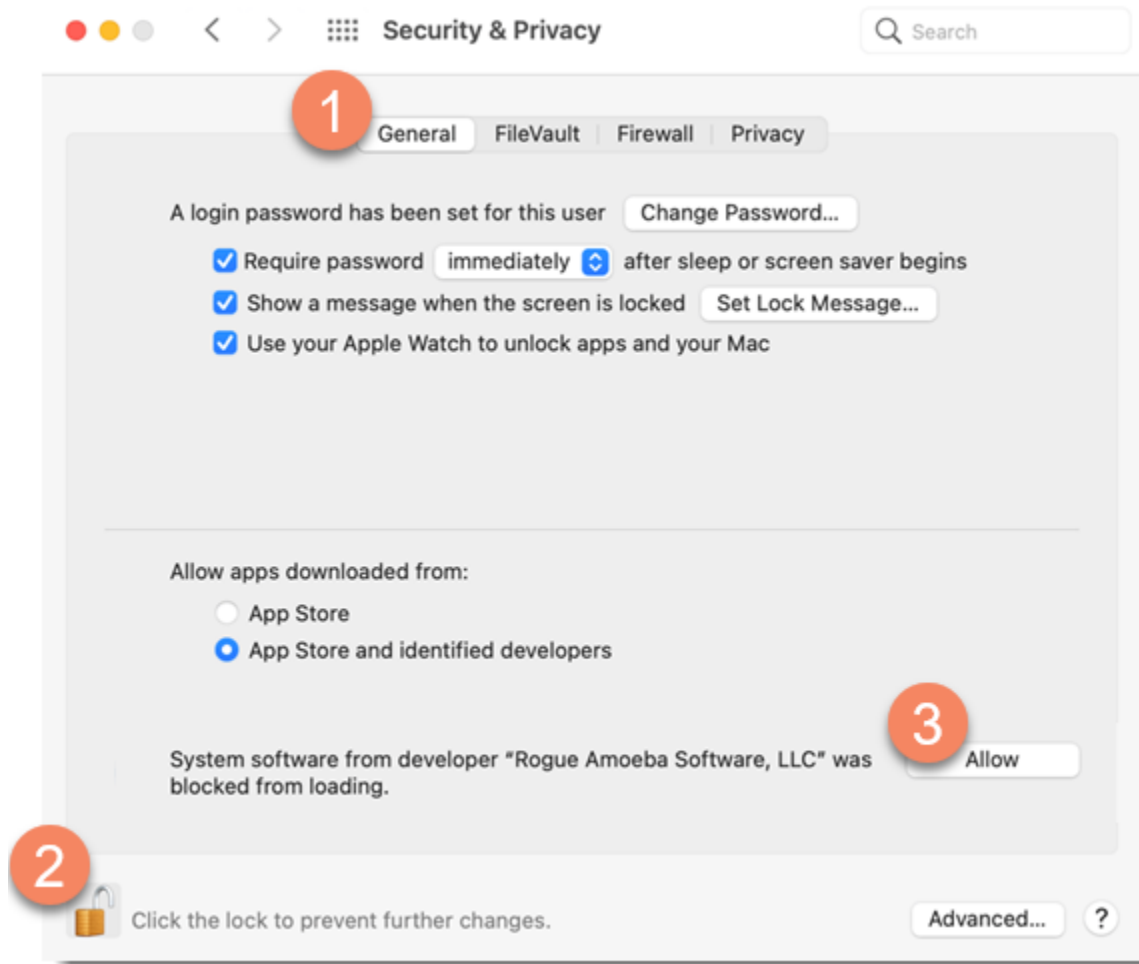 Security & Privacy
Search
1
General FileVault Firewall Privacy
A login password has been set for this user Change Password...
Require password immediately after sleep or screen saver begins
Show a message when the screen is locked Set Lock Message...
Use your Apple Watch to unlock apps and your Mac
Allow apps downloaded from:
App Store
App Store and identified developers
3
System software from developer “Rogue Amoeba Software, LLC” was Allow
blocked from loading.
2
Click the lock to prevent further changes. Advanced... ?